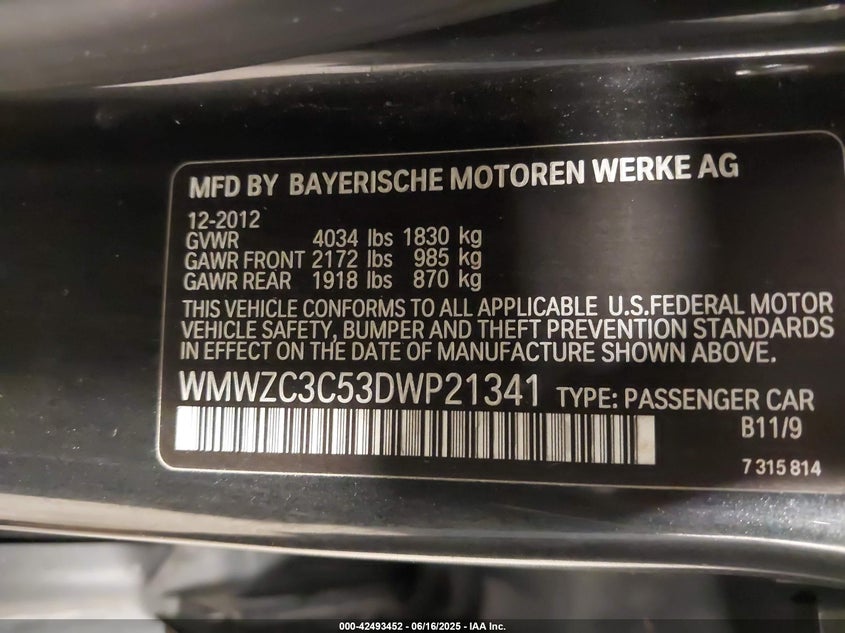 MFD BY BAYERISCHE MOTOREN WERKE AG
12-2012
GVWR 4034 lbs 1830 kg
GAWR FRONT 2172 lbs 985 kg
GAWR REAR 1918 lbs 870 kg
THIS VEHICLE CONFORMS TO ALL APPLICABLE U.S.FEDERAL MOTOR
VEHICLE SAFETY, BUMPER AND THEFT PREVENTION STANDARDS
IN EFFECT ON THE DATE OF MANUFACTURE SHOWN ABOVE.
WMWZC3C53DWP21341 TYPE: PASSENGER CAR
B11/9
7 315 814
000-42493452 - 06/16/2025 - IAA Inc.